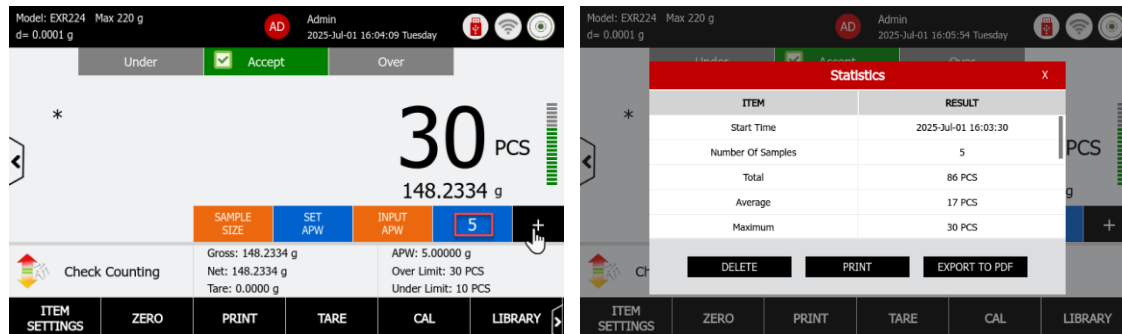 Model: EXR224 Max 220 g
d= 0.0001 g
AD
Admin
2025-Jul-01 16:04:09 Tuesday
Under
Accept
Over
*
30 PCS
148.2334 g
SAMPLE
SIZE
SET
APW
INPUT
APW
5
+
Check Counting
Gross: 148.2334 g
Net: 148.2334 g
Tare: 0.0000 g
APW: 5.00000 g
Over Limit: 30 PCS
Under Limit: 10 PCS
ITEM
SETTINGS
ZERO
PRINT
TARE
CAL
LIBRARY
Model: EXR224 Max 220 g
d= 0.0001 g
AD
Admin
2025-Jul-01 16:05:54 Tuesday
Under
Accept
Over
Statistics
X
ITEM RESULT
Start Time 2025-Jul-01 16:03:30
Number Of Samples 5
Total 86 PCS
Average 17 PCS
Maximum 30 PCS
DELETE
PRINT
EXPORT TO PDF
*
PCS
g
+
Ch
ITEM
SETTINGS
ZERO
PRINT
TARE
CAL
LIBRARY